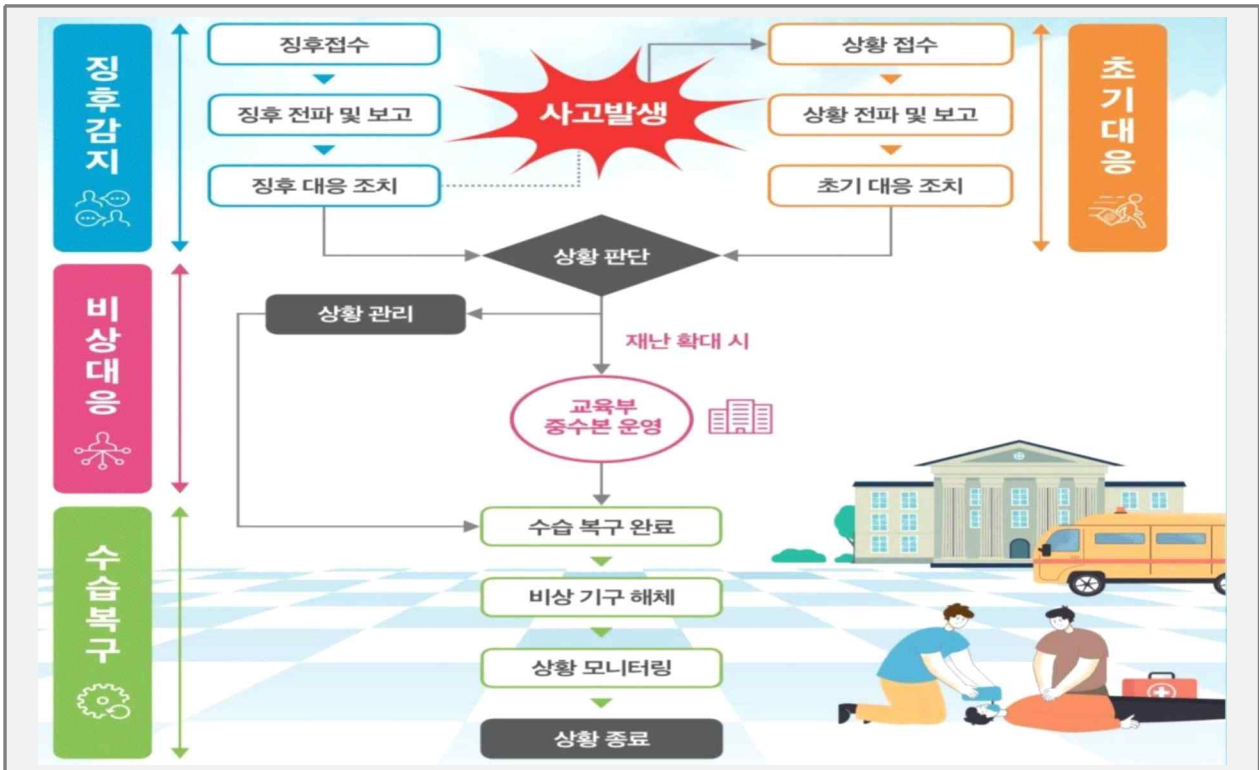 징후감지
징후접수
징후 전파 및 보고
징후 대응 조치
사고발생
상황 접수
상황 전파 및 보고
초기 대응 조치
초기대응
상황 판단
비상대응
상황 관리
재난 확대 시
교육부
중수본 운영
수습복구
수습 복구 완료
비상 기구 해체
상황 모니터링
상황 종료